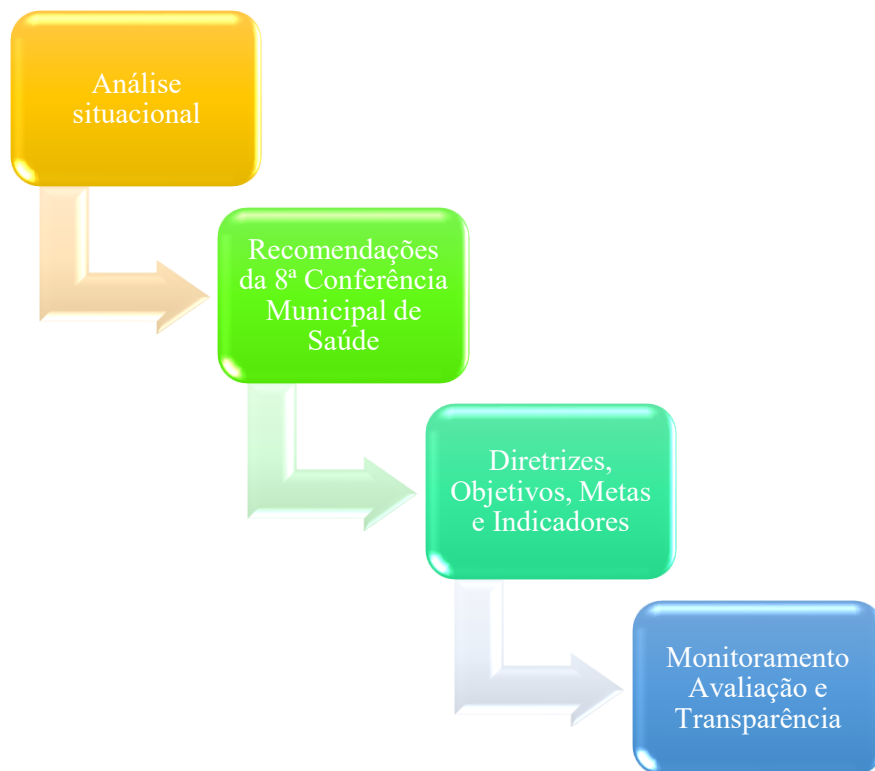 Análise
situacional
Recomendações
da 8ª Conferência
Municipal de
Saúde
Diretrizes,
Objetivos, Metas
e Indicadores
Monitoramento
Avaliação e
Transparência